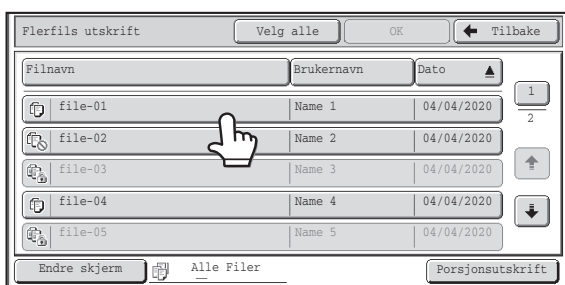 Flerfils utskrift Velg alle OK Tilbake
Filnavn Brukernavn Dato
file-01 Name 1 04/04/2020
file-02 Name 2 04/04/2020
file-03 Name 3 04/04/2020
file-04 Name 4 04/04/2020
file-05 Name 5 04/04/2020
1
2
Endre skjerm Alle Filer Porsjonsutskrift